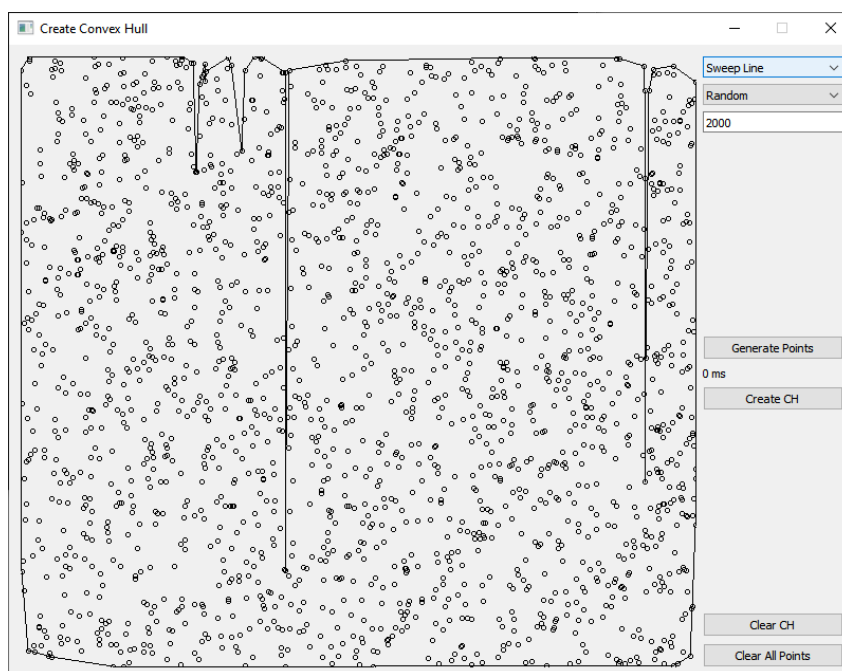 Create Convex Hull
Sweep Line
Random
2000
Generate Points
0 ms
Create CH
Clear CH
Clear All Points